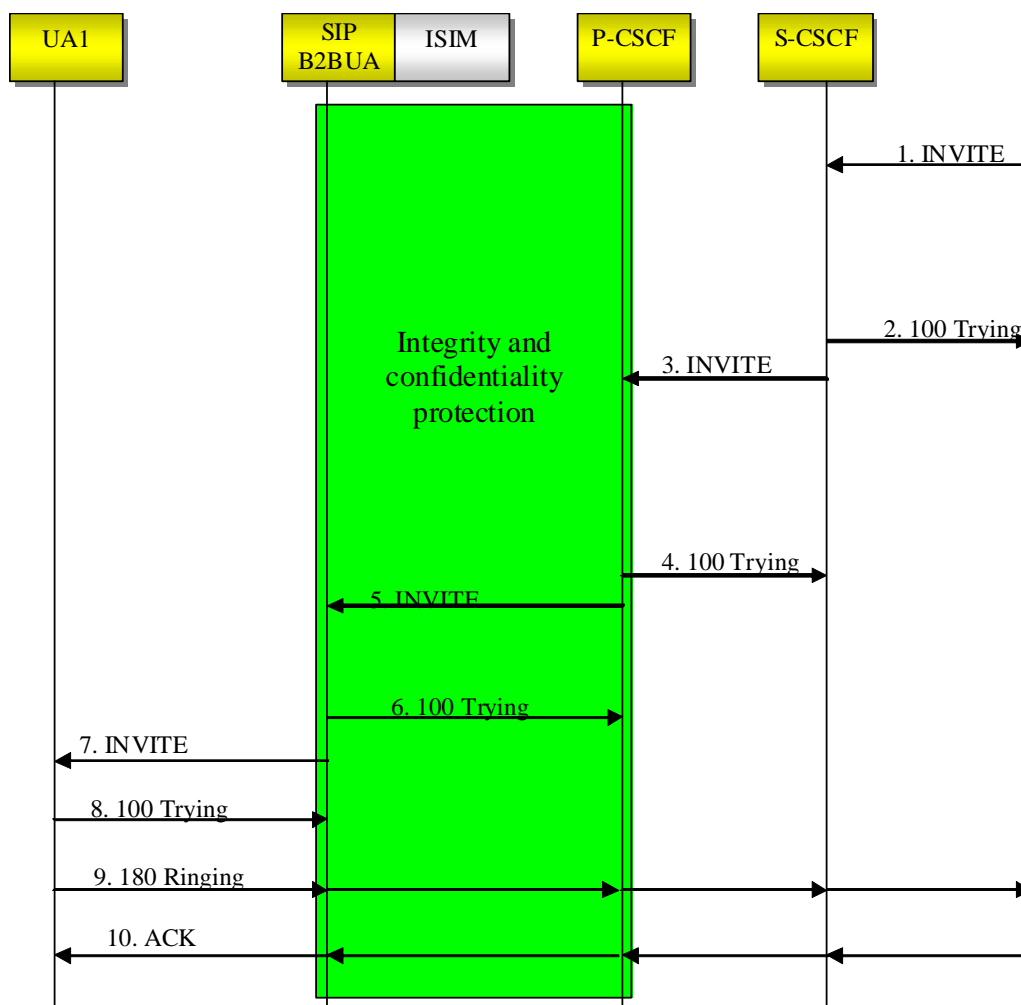 UA1
SIP
B2BUA
ISIM
P-CSCF
S-CSCF
1. INVITE
Integrity and
confidentiality
protection
2. 100 Trying
3. INVITE
4. 100 Trying
5. INVITE
6. 100 Trying
7. INVITE
8. 100 Trying
9. 180 Ringing
10. ACK